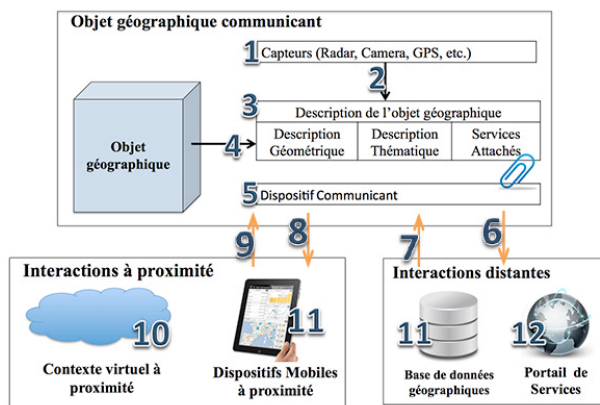 Objet géographique communicant
1 Capteurs (Radar, Camera, GPS, etc.)
2
3
Description de l'objet géographique
Objet
géographique
4
Description
Géométrique
Description
Thématique
Services
Attachés
5 Dispositif Communicant
9
8
7
6
Interactions à proximité
10
11
Contexte virtuel à
proximité
Dispositifs Mobiles
à proximité
Interactions distantes
11
12
Base de données
géographiques
Portail de
Services